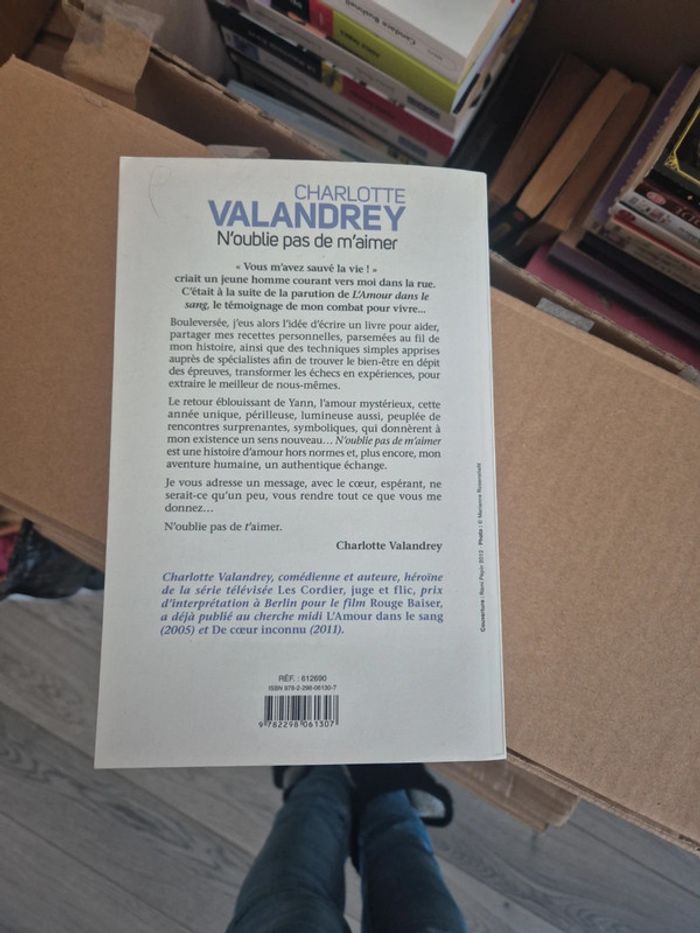 CHARLOTTE
VALANDREY
N'oublie pas de m'aimer
« Vous m'avez sauvé la vie ! »
criait un jeune homme courant vers moi dans la rue.
C'était à la suite de la parution de L'Amour dans le
sang, le témoignage de mon combat pour vivre...
Bouleversée, j'eus alors l'idée d'écrire un livre pour aider,
partager mes recettes personnelles, parsemées au fil de
mon histoire, ainsi que des techniques simples apprises
auprès de spécialistes afin de trouver le bien-être en dépit
des épreuves, transformer les échecs en expériences, pour
extraire le meilleur de nous-mêmes.
Le retour éblouissant de Yann, l'amour mystérieux, cette
année unique, périlleuse, lumineuse aussi, peuplée de
rencontres surprenantes, symboliques, qui donnèrent à
mon existence un sens nouveau... N'oublie pas de m'aimer
est une histoire d'amour hors normes et, plus encore, mon
aventure humaine, un authentique échange.
Je vous adresse un message, avec le cœur, espérant, ne
serait-ce qu'un peu, vous rendre tout ce que vous me
donnez...
N'oublie pas de t'aimer.
Charlotte Valandrey
Charlotte Valandrey, comédienne et auteure, héroïne
de la série télévisée Les Cordier, juge et flic, prix
d'interprétation à Berlin pour le film Rouge Baiser,
a déjà publié au cherche midi L'Amour dans le sang
(2005) et De cœur inconnu (2011).
RÉF. : 612690
ISBN 978-2-298-06130-7
9 782298 061307
Couverture : Rémi Pépin 2012 - Photo : © Marianne Rosenstiehl
Candace Bushnell